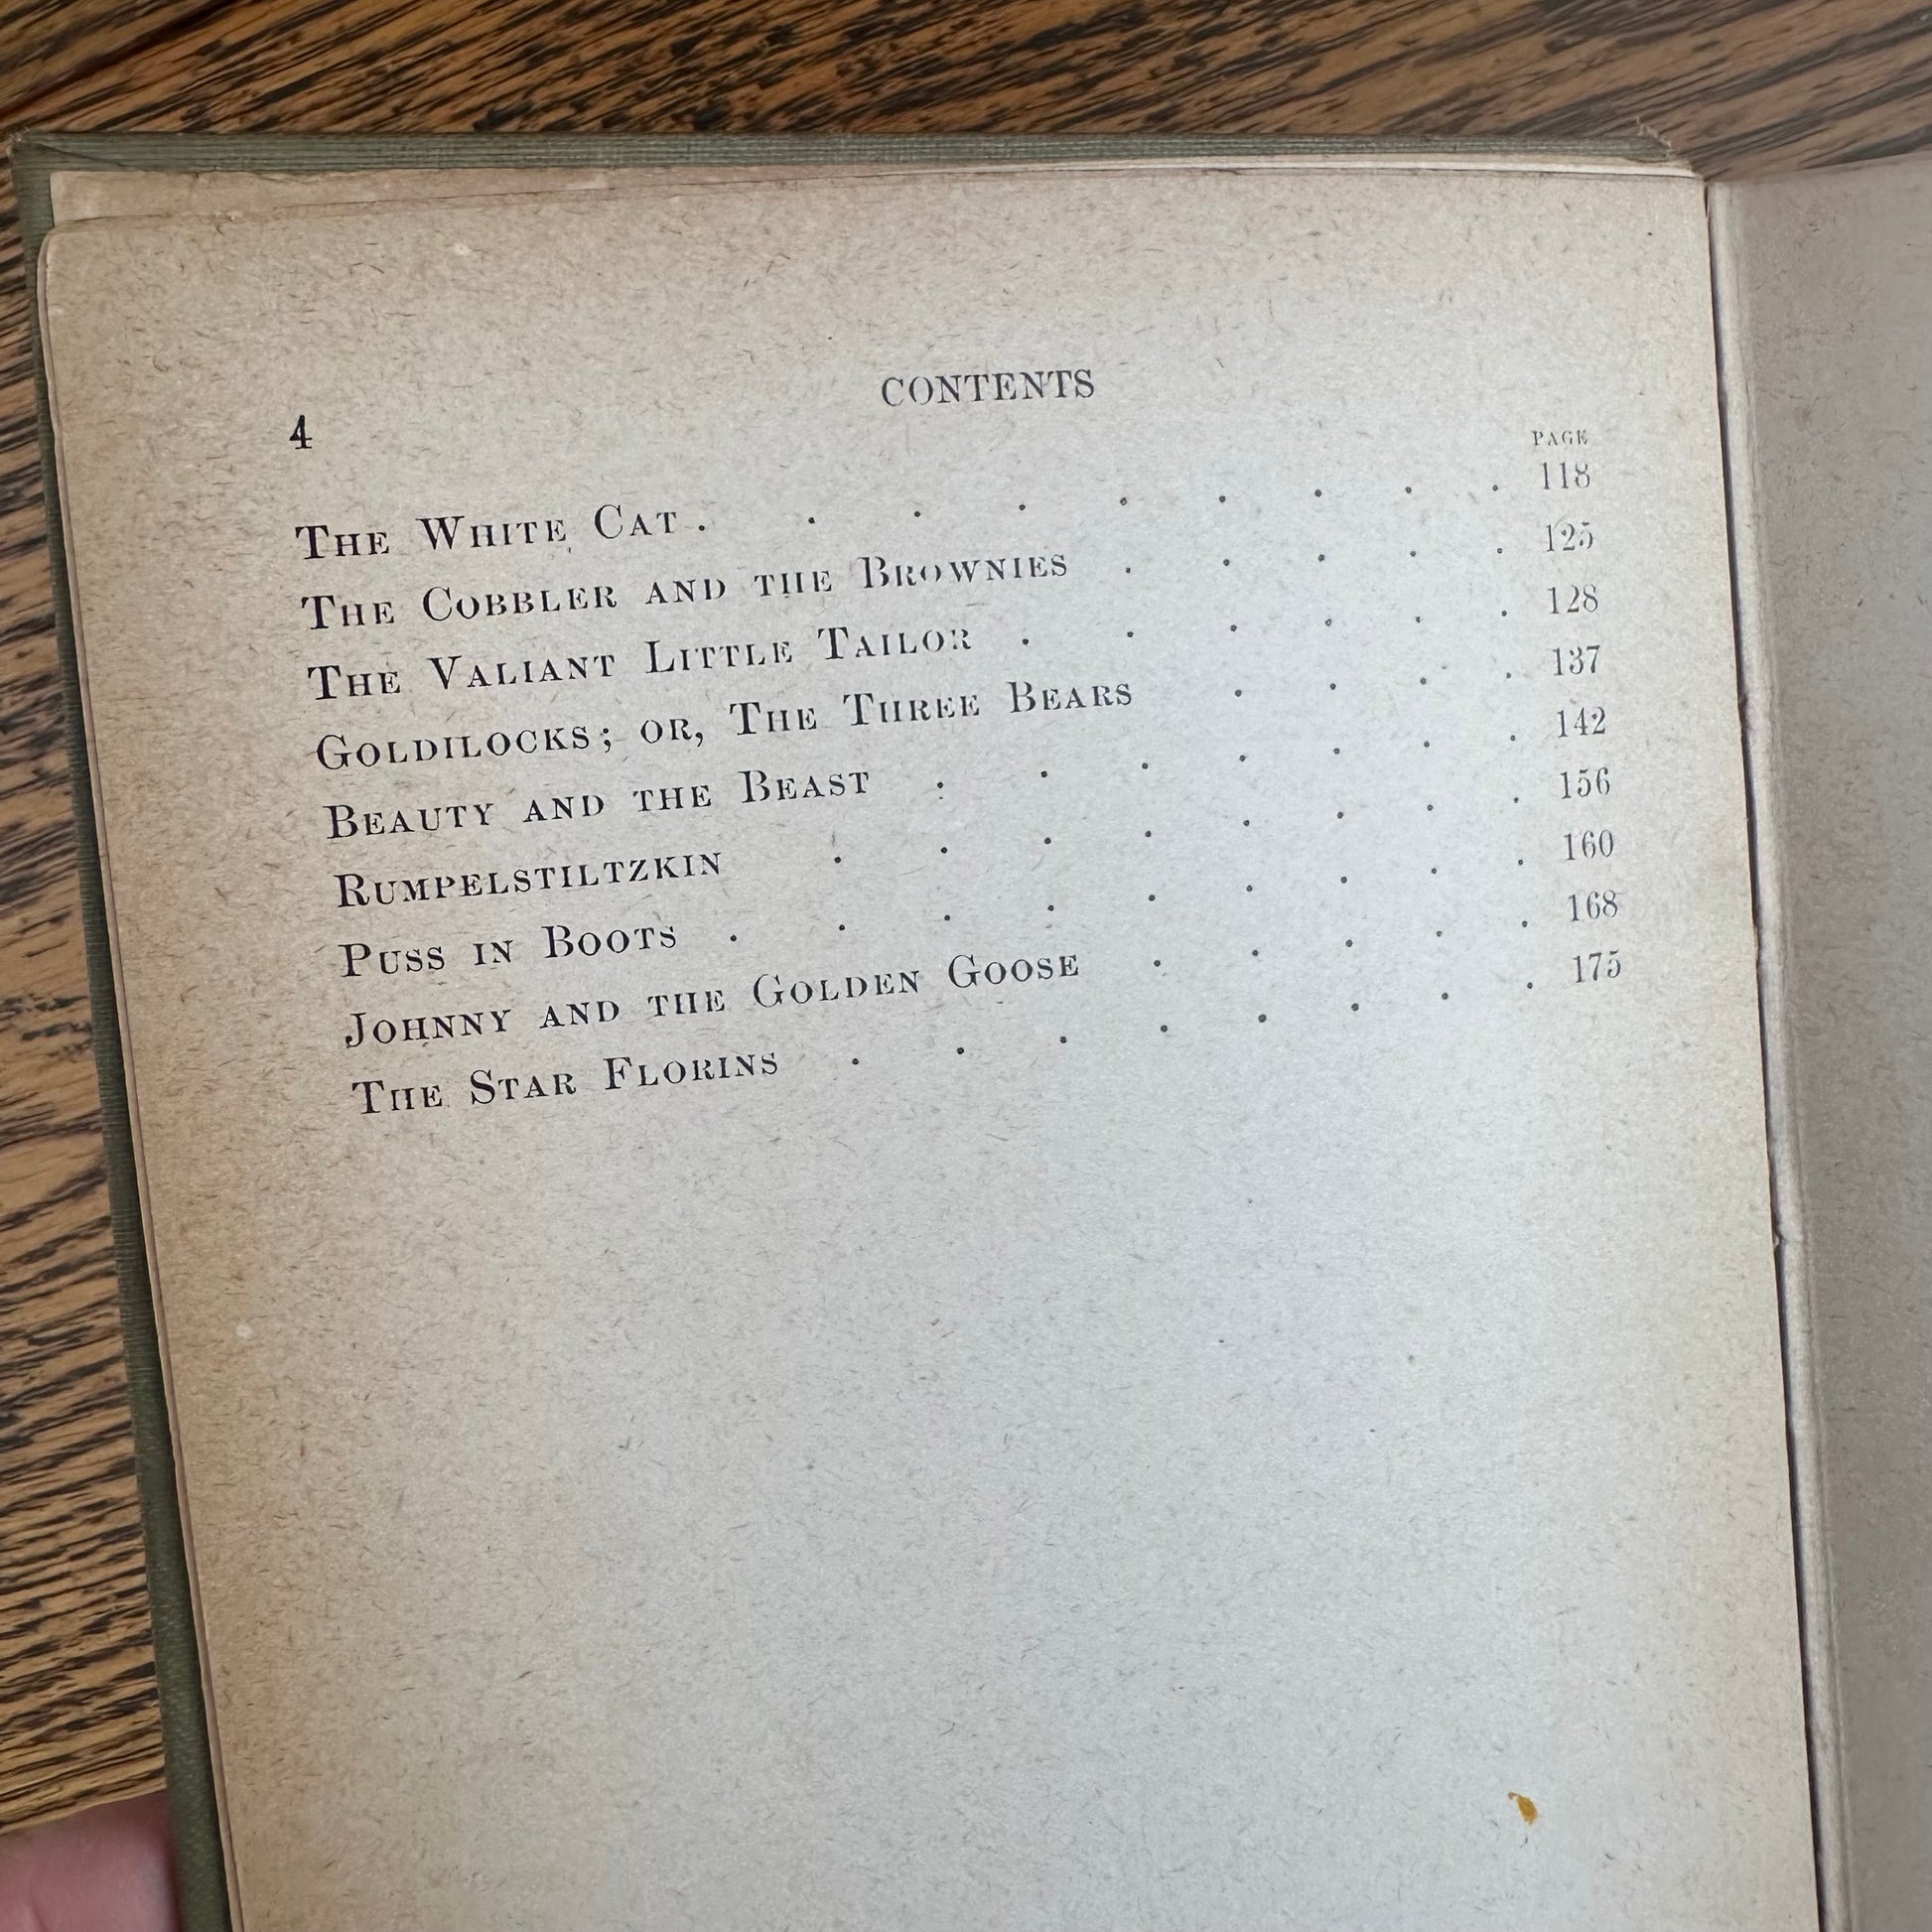 CONTENTS
4
PAGE
THE WHITE CAT . . . . . . . . . 118
THE COBBLER AND THE BROWNIES . . . . . 125
THE VALIANT LITTLE TAILOR . . . . . . 128
GOLDILOCKS; OR, THE THREE BEARS . . . . 137
BEAUTY AND THE BEAST . . . . . . . 142
RUMPELSTILTZKIN . . . . . . . . 156
PUSS IN BOOTS . . . . . . . . . 160
JOHNNY AND THE GOLDEN GOOSE . . . . . 168
THE STAR FLORINS . . . . . . . . 175